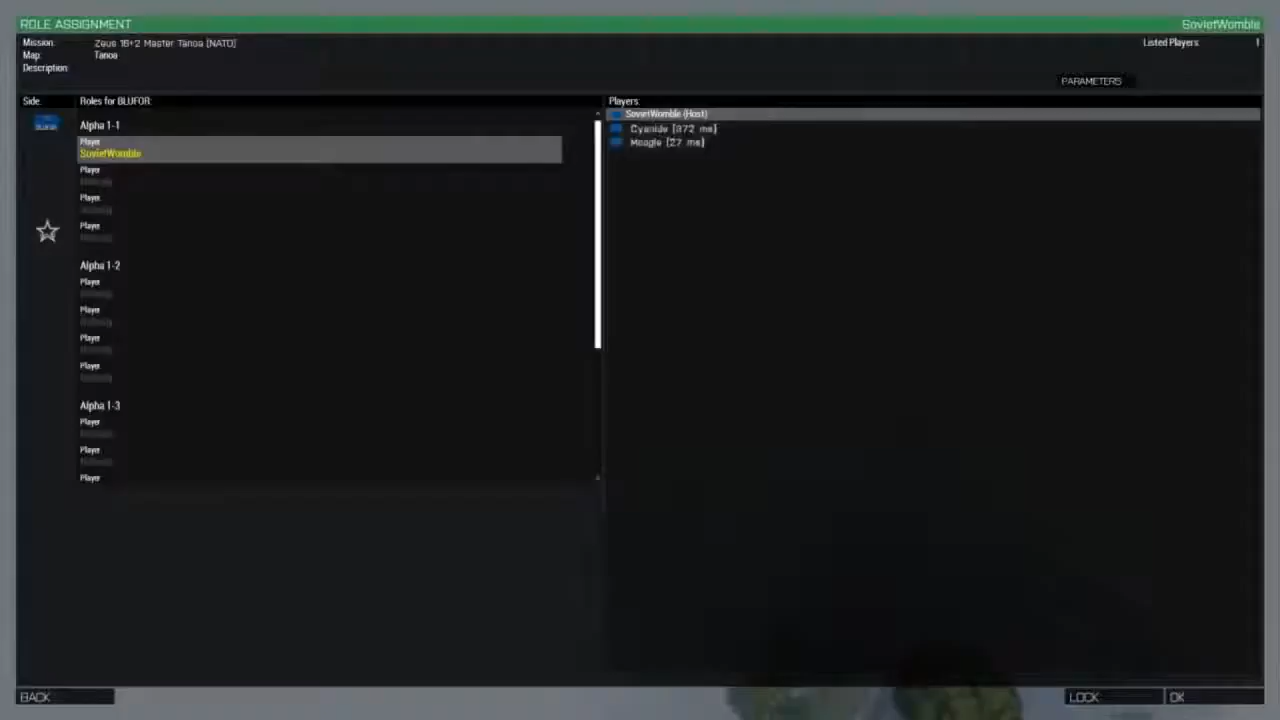 ROLE ASSIGNMENT
SovietWomble
Mission: Zeus 16+2 Master Tanoa (NATO)
Listed Players: 1
Map: Tanoa
Description:
PARAMETERS
Side:
Roles for BLUFOR:
Players:
BLUFOR
Alpha 1-1
Player
SovietWomble
Player
Player
Player
Alpha 1-2
Player
Player
Player
Player
Alpha 1-3
Player
Player
Player
SovietWomble (Host)
Cyanide [372 ms]
Moogle [27 ms]
BACK
LOCK
OK